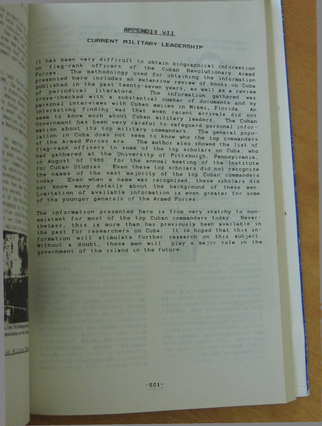 APPENDIX VII
CURRENT MILITARY LEADERSHIP
It has been very difficult to obtain biographical information
on flag-rank officers of the Cuban Revolutionary Armed
Forces. The methodology used for obtaining the information
presented here includes an extensive review of books on Cuba
published in the past twenty-seven years, as well as a review
of periodical literature. The information gathered was
cross-checked with a substantial number of documents and by
personal interviews with Cuban exiles in Miami, Florida. An
interesting finding was that even recent arrivals did not
seem to know much about Cuban military leaders. The Cuban
Government has been very careful to safeguard personal infor-
mation about its top military commanders. The general popu-
lation in Cuba does not seem to know who the top commanders
of the Armed Forces are. The author also showed the list of
flag-rank officers to some of the top scholars on Cuba, who
had gathered at the University of Pittsburgh, Pennsylvania,
in August of 1986, for the annual meeting of the Institute
for Cuban Studies. Even these top scholars did not recognize
the names of the vast majority of the top Cuban commanders
today. Even when a name was recognized, these scholars did
not know many details about the background of these men.
Limitation of available information is even greater for some
of the younger generals of the Armed Forces.
The information presented here is from very sketchy to non-
existent for most of the top Cuban commanders today. Never-
theless, this is more than has previously been available in
the past for researchers on Cuba. It is hoped that this in-
formation will stimulate further research on this subject.
Without a doubt, these men will play a major role in the
government of the island in the future.